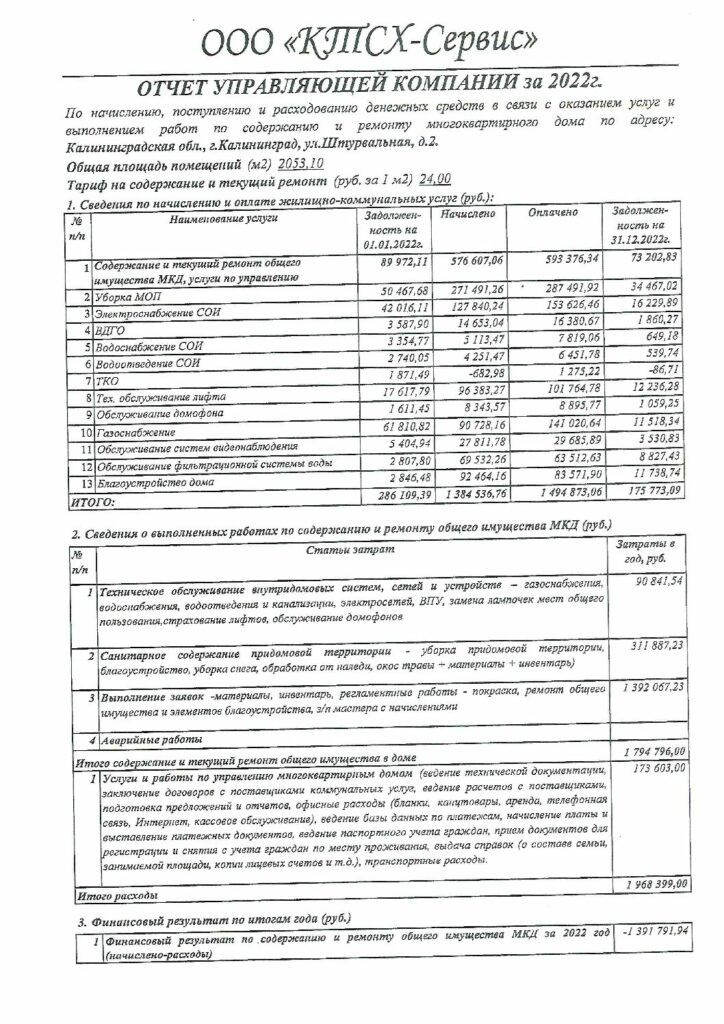 ООО «КТСХ-Сервис»
ОТЧЕТ УПРАВЛЯЮЩЕЙ КОМПАНИИ за 2022г.
По начислению, поступлению и расходованию денежных средств в связи с оказанием услуг и
выполнением работ по содержанию и ремонту многоквартирного дома по адресу:
Калининградская обл., г.Калининград, ул.Штурвальная, д.2.
Общая площадь помещений (м2) 2053,10
Тариф на содержание и текущий ремонт (руб. за 1 м2) 24,00
1. Сведения по начислению и оплате жилищно-коммунальных услуг (руб.):
№ п/п Наименование услуги Задолжен-ность на 01.01.2022г. Начислено Оплачено Задолжен-ность на 31.12.2022г.
1 Содержание и текущий ремонт общего имущества МКД, услуги по управлению 89 972,11 576 607,06 593 376,34 73 202,83
2 Уборка МОП 50 467,68 271 491,26 287 491,92 34 467,02
3 Электроснабжение СОИ 42 016,11 127 840,24 153 626,46 16 229,89
4 ВДГО 3 587,90 14 653,04 16 380,67 1 860,27
5 Водоснабжение СОИ 3 354,77 5 113,47 7 819,06 649,18
6 Водоотведение СОИ 2 740,05 4 251,47 6 451,78 539,74
7 ТКО 1 871,49 -682,98 1 275,22 -86,71
8 Тех. обслуживание лифта 17 617,79 96 383,27 101 764,78 12 236,28
9 Обслуживание домофона 1 611,45 8 343,57 8 895,77 1 059,25
10 Газоснабжение 61 810,82 90 728,16 141 020,64 11 518,34
11 Обслуживание систем видеонаблюдения 5 404,94 27 811,78 29 685,89 3 530,83
12 Обслуживание фильтрационной системы воды 2 807,80 69 532,26 63 512,63 8 827,43
13 Благоустройство дома 2 846,48 92 464,16 83 571,90 11 738,74
ИТОГО: 286 109,39 1 384 536,76 1 494 873,06 175 773,09
2. Сведения о выполненных работах по содержанию и ремонту общего имущества МКД (руб.)
№ п/п Статьи затрат Затраты в год, руб.
1 Техническое обслуживание внутридомовых систем, сетей и устройств – газоснабжения, 90 841,54
водоснабжения, водоотведения и канализации, электросетей, ВПУ, замена лампочек мест общего
пользования,страхование лифтов, обслуживание домофонов
2 Санитарное содержание придомовой территории - уборка придомовой территории, 311 887,23
благоустройство, уборка снега, обработка от наледи, окос травы + материалы + инвентарь)
3 Выполнение заявок -материалы, инвентарь, регламентные работы - покраска, ремонт общего 1 392 067,23
имущества и элементов благоустройства, з/п мастера с начислениями
4 Аварийные работы
Итого содержание и текущий ремонт общего имущества в доме 1 794 796,00
1 Услуги и работы по управлению многоквартирным домом (ведение технической документации, 173 603,00
заключение договоров с поставщиками коммунальных услуг, ведение расчетов с поставщиками,
подготовка предложений и отчетов, офисные расходы (бланки, канцтовары, аренда, телефонная
связь, Интернет, кассовое обслуживание), ведение базы данных по платежам, начисление платы и
выставление платежных документов, ведение паспортного учета граждан, прием документов для
регистрации и снятия с учета граждан по месту проживания, выдача справок (о составе семьи,
занимаемой площади, копии лицевых счетов и т.д.), транспортные расходы.
Итого расходы 1 968 399,00
3. Финансовый результат по итогам года (руб.)
1 Финансовый результат по содержанию и ремонту общего имущества МКД за 2022 год -1 391 791,94
(начислено-расходы)